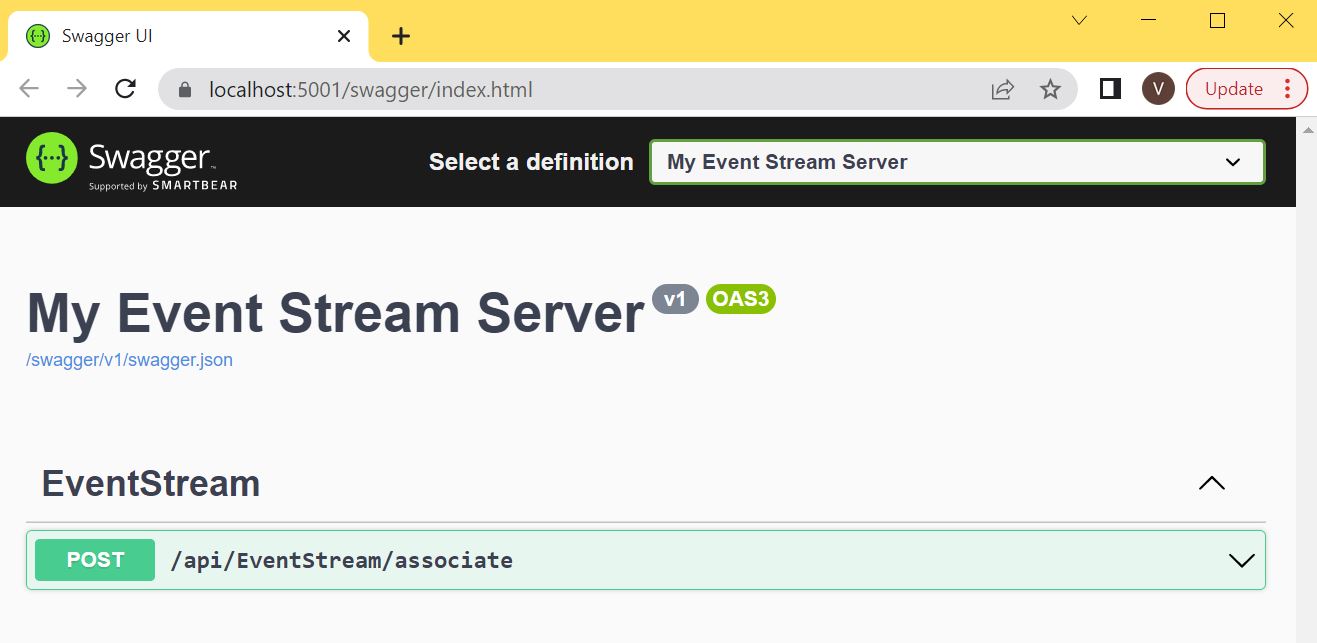 Swagger UI
localhost:5001/swagger/index.html
V
Update
{··} Swagger™
Supported by SMARTBEAR
Select a definition
My Event Stream Server
My Event Stream Server v1 OAS3
/swagger/v1/swagger.json
EventStream
POST /api/EventStream/associate